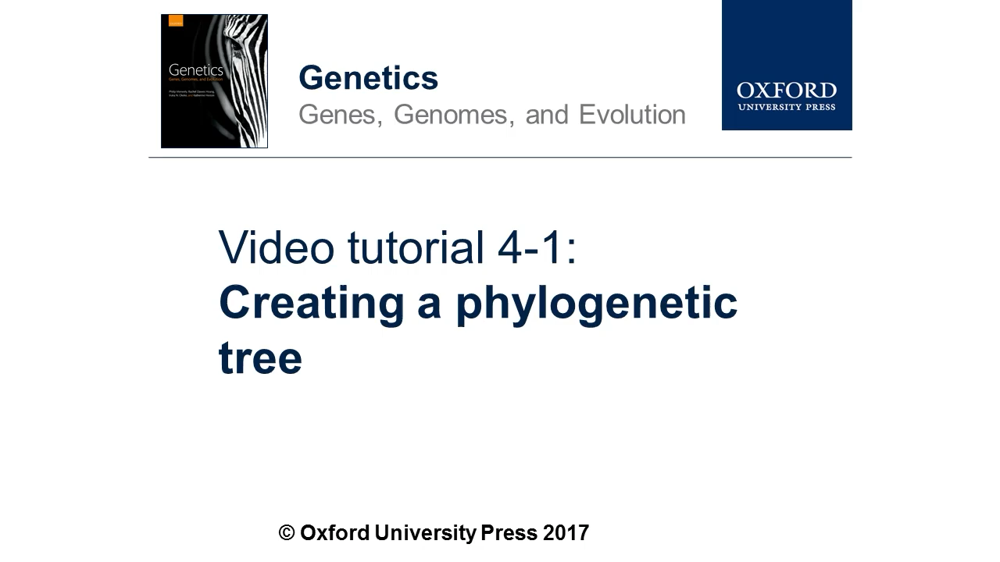 Genetics
Genes, Genomes, and Evolution
Genetics
Genes, Genomes, and Evolution
OXFORD
UNIVERSITY PRESS
Video tutorial 4-1:
Creating a phylogenetic
tree
© Oxford University Press 2017